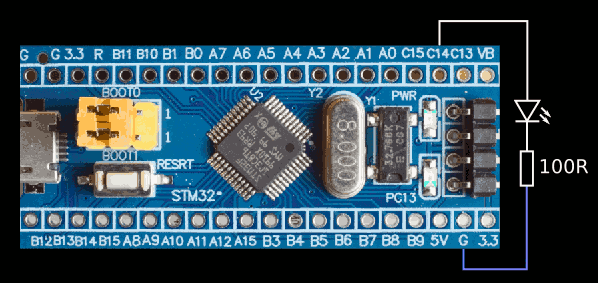 G G 3.3 R B11 B10 B1 B0 A7 A6 A5 A4 A3 A2 A1 A0 C15 C14 C13 VB
BOOT0
U2
Y2
Y1
PWR
1
1
8000
BOOT1
RESRT
100R
STM32
PC13
B12 B13 B14 B15 A8 A9 A10 A11 A12 A15 B3 B4 B5 B6 B7 B8 B9 5V G 3.3